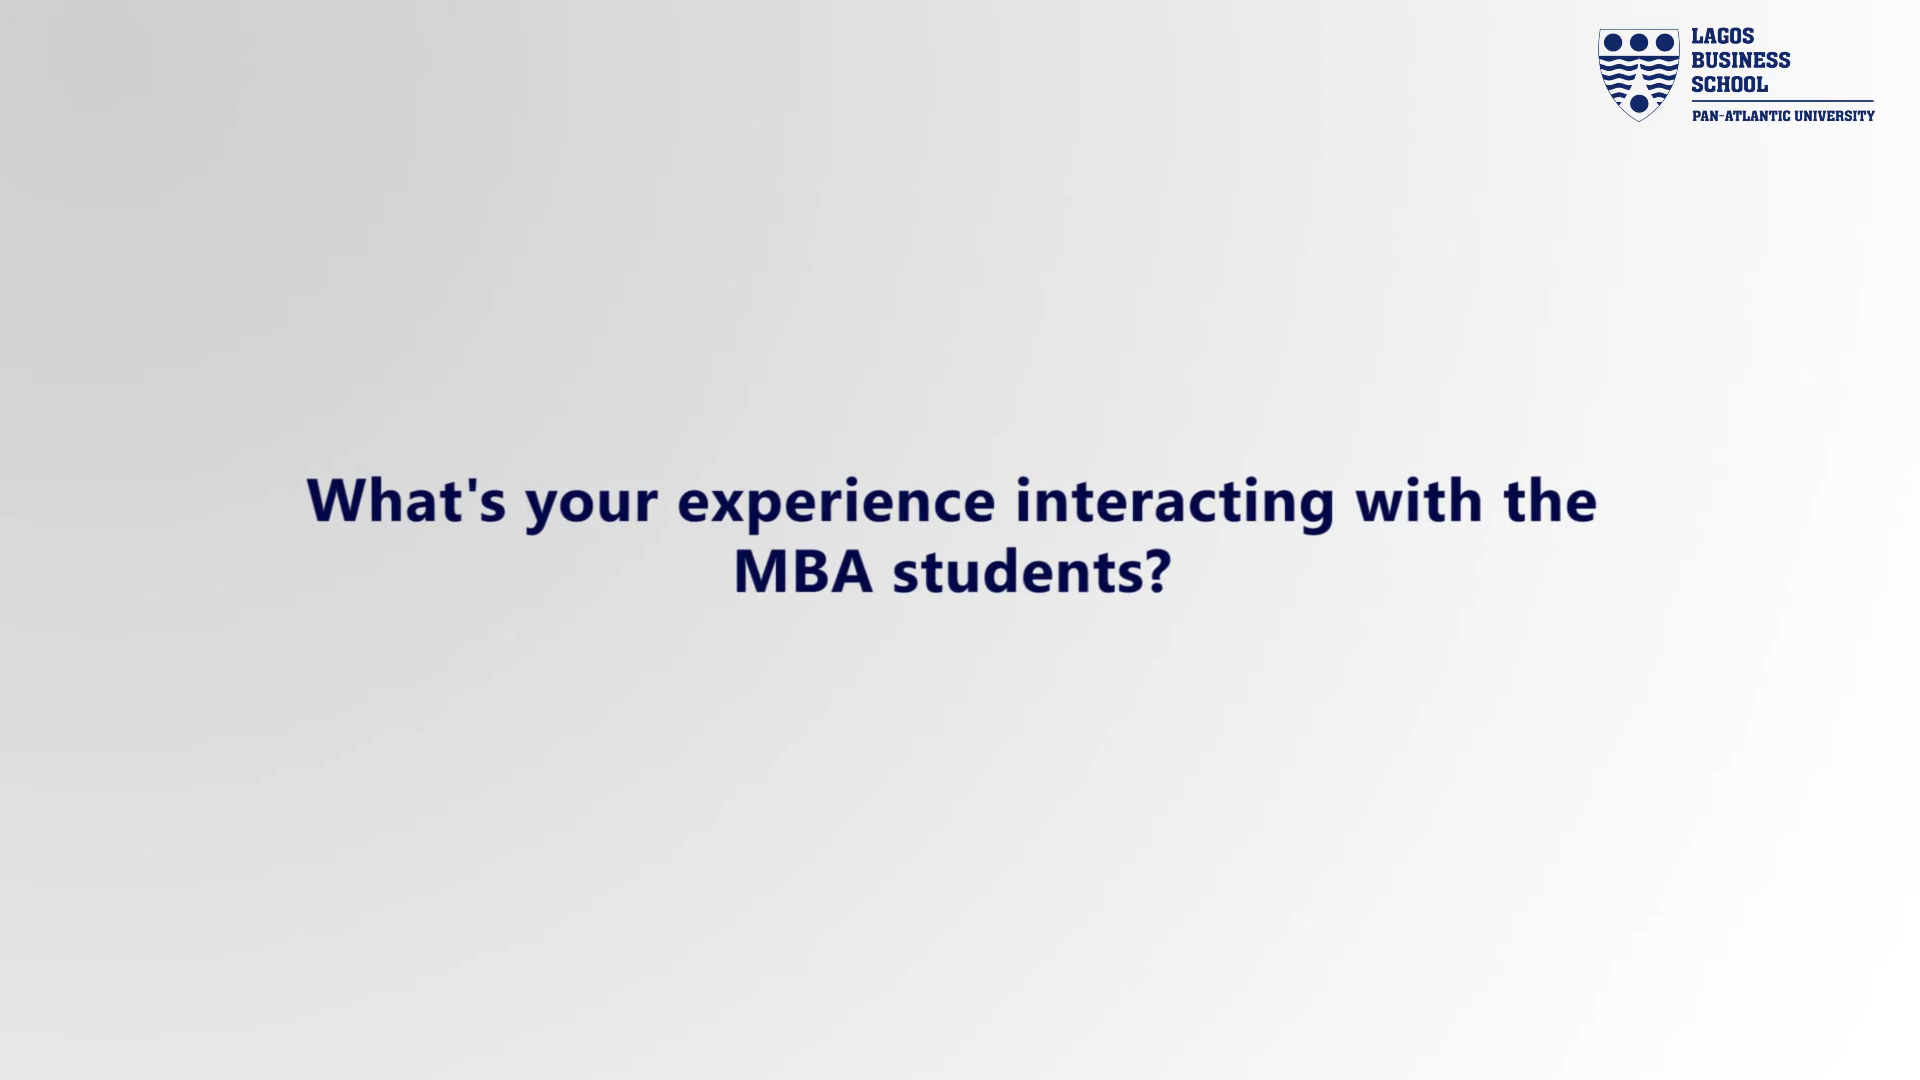 LAGOS
BUSINESS
SCHOOL
PAN-ATLANTIC UNIVERSITY
What's your experience interacting with the
MBA students?